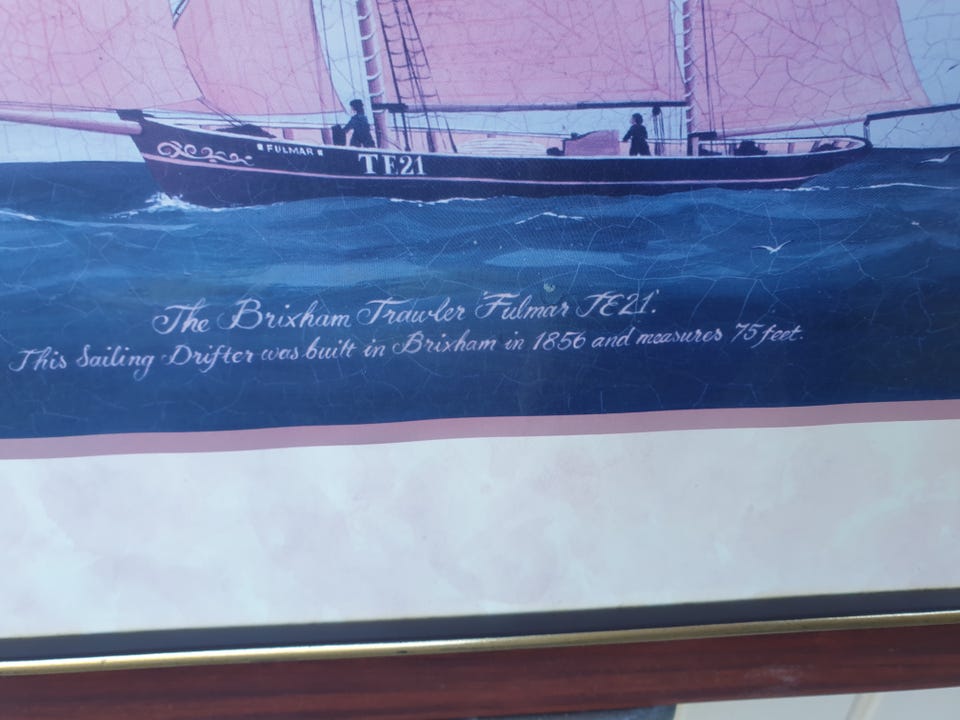 FULMAR
TE21
The Brixham Trawler 'Fulmar TE21'.
This Sailing Drifter was built in Brixham in 1856 and measures 75 feet.